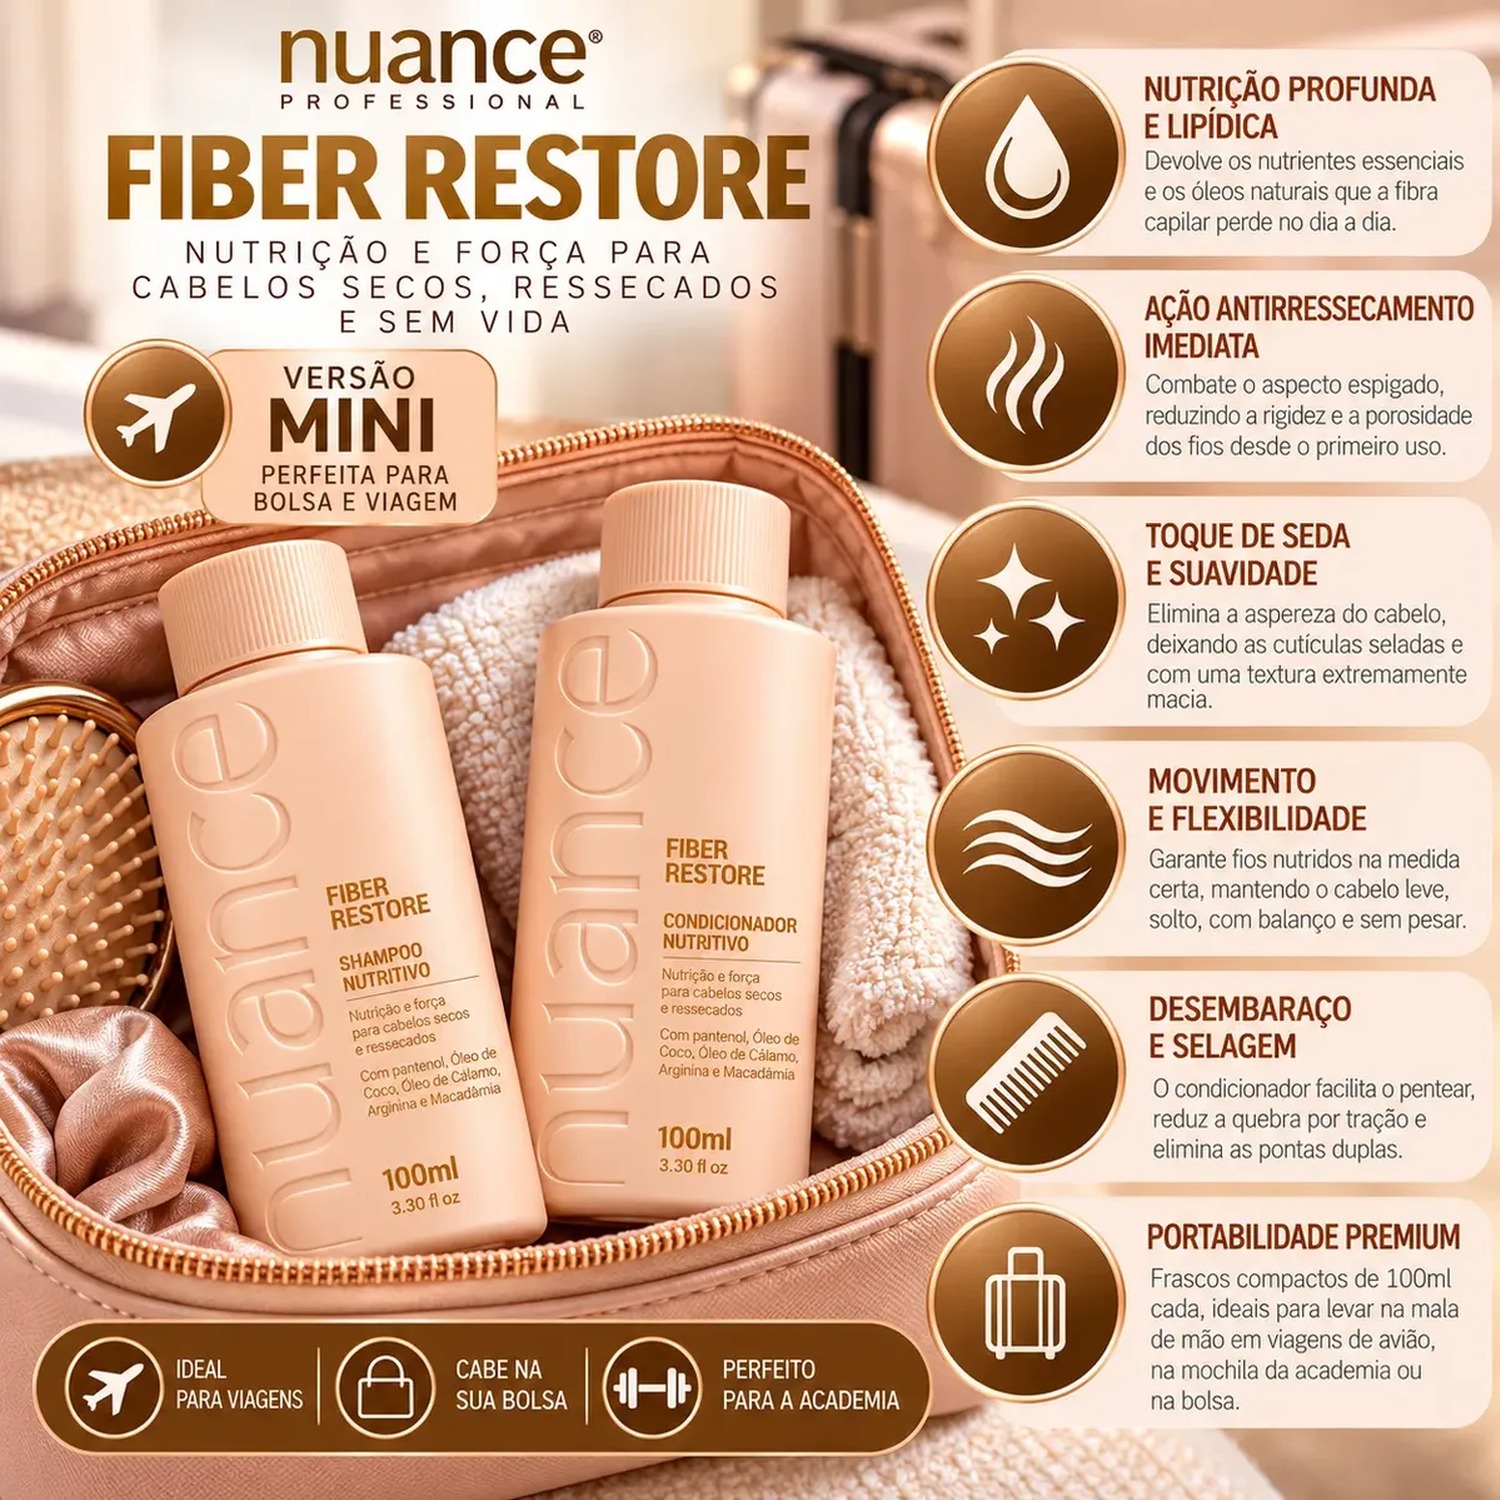 nuance®
PROFESSIONAL
FIBER RESTORE
NUTRIÇÃO E FORÇA PARA
CABELOS SECOS, RESSECADOS
E SEM VIDA
VERSÃO
MINI
PERFEITA PARA
BOLSA E VIAGEM
nuance
FIBER
RESTORE
SHAMPOO
NUTRITIVO
Nutrição e força
para cabelos secos
e ressecados
Com pantenol, Óleo de
Coco, Óleo de Cálamo,
Arginina e Macadâmia
100ml
3.30 fl oz
nuance
FIBER
RESTORE
CONDICIONADOR
NUTRITIVO
Nutrição e força
para cabelos secos
e ressecados
Com pantenol, Óleo de
Coco, Óleo de Cálamo,
Arginina e Macadámia
100ml
3.30 fl oz
IDEAL
PARA VIAGENS
CABE NA
SUA BOLSA
PERFEITO
PARA A ACADEMIA
NUTRIÇÃO PROFUNDA
E LIPÍDICA
Devolve os nutrientes essenciais
e os óleos naturais que a fibra
capilar perde no dia a dia.
AÇÃO ANTIRRESSECAMENTO
IMEDIATA
Combate o aspecto espigado,
reduzindo a rigidez e a porosidade
dos fios desde o primeiro uso.
TOQUE DE SEDA
E SUAVIDADE
Elimina a aspereza do cabelo,
deixando as cutículas seladas e
com uma textura extremamente
macia.
MOVIMENTO
E FLEXIBILIDADE
Garante fios nutridos na medida
certa, mantendo o cabelo leve,
solto, com balanço e sem pesar.
DESEMBARAÇO
E SELAGEM
O condicionador facilita o pentear,
reduz a quebra por tração e
elimina as pontas duplas.
PORTABILIDADE PREMIUM
Frascos compactos de 100ml
cada, ideais para levar na mala
de mão em viagens de avião,
na mochila da academia ou
na bolsa.